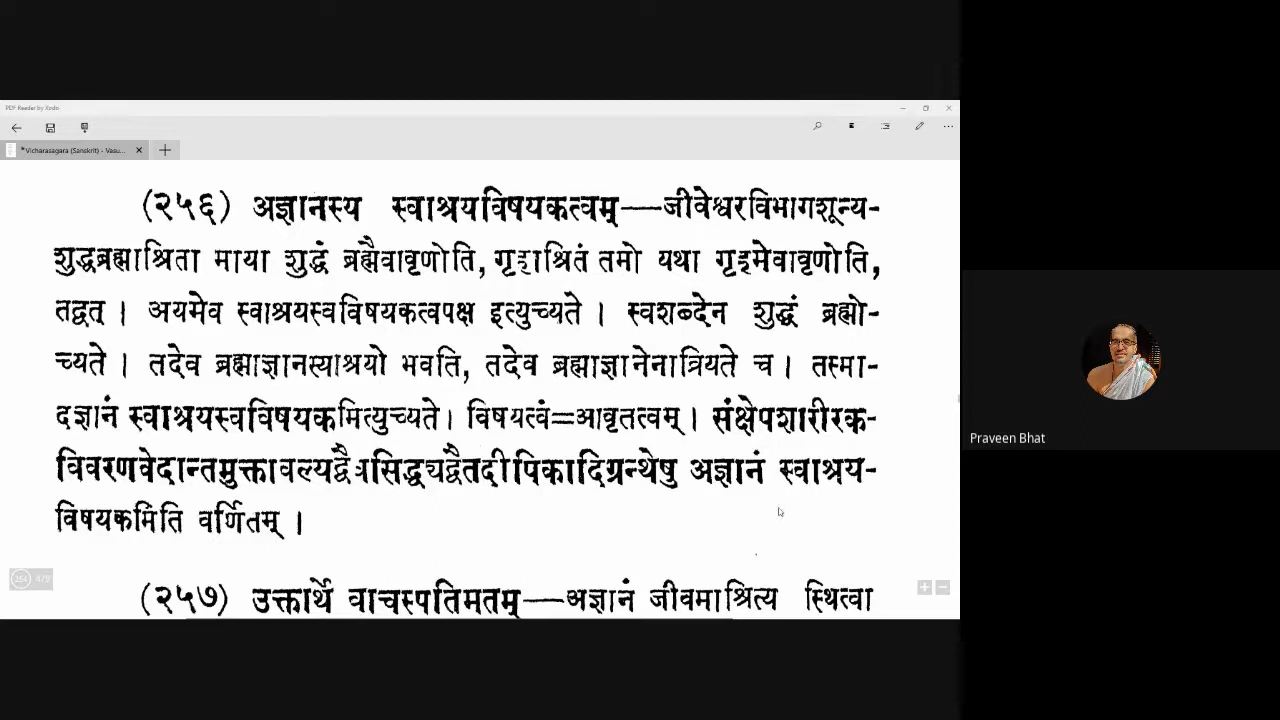 PDF Reader by Xodo
*Vicharasagara (Sanskrit) - Vasu...
(२५६) अज्ञानस्य स्वाश्रयविषयकत्वम्——जीवेश्वरविभागशून्य-
शुद्धब्रह्माश्रिता माया शुद्धं ब्रह्मैवावृणोति, गृहाश्रितं तमो यथा गृहमेवावृणोति,
तद्वत् । अयमेव स्वाश्रयस्वविषयकत्वपक्ष इत्युच्यते । स्वशब्देन शुद्धं ब्रह्मो-
च्यते । तदेव ब्रह्माज्ञानस्याश्रयो भवति, तदेव ब्रह्माज्ञानेनाव्रियते च । तस्मा-
दज्ञानं स्वाश्रयस्वविषयकमित्युच्यते । विषयत्वं=आवृतत्वम् । संक्षेपशारीरक-
विवरणवेदान्तमुक्तावल्यद्वैतसिद्ध्यद्वैतदीपिकादिग्रन्थेषु अज्ञानं स्वाश्रय-
विषयकमिति वर्णितम् ।
(२५७) उक्तार्थे वाचस्पतिमतम्——अज्ञानं जीवमाश्रित्य स्थित्वा
Praveen Bhat